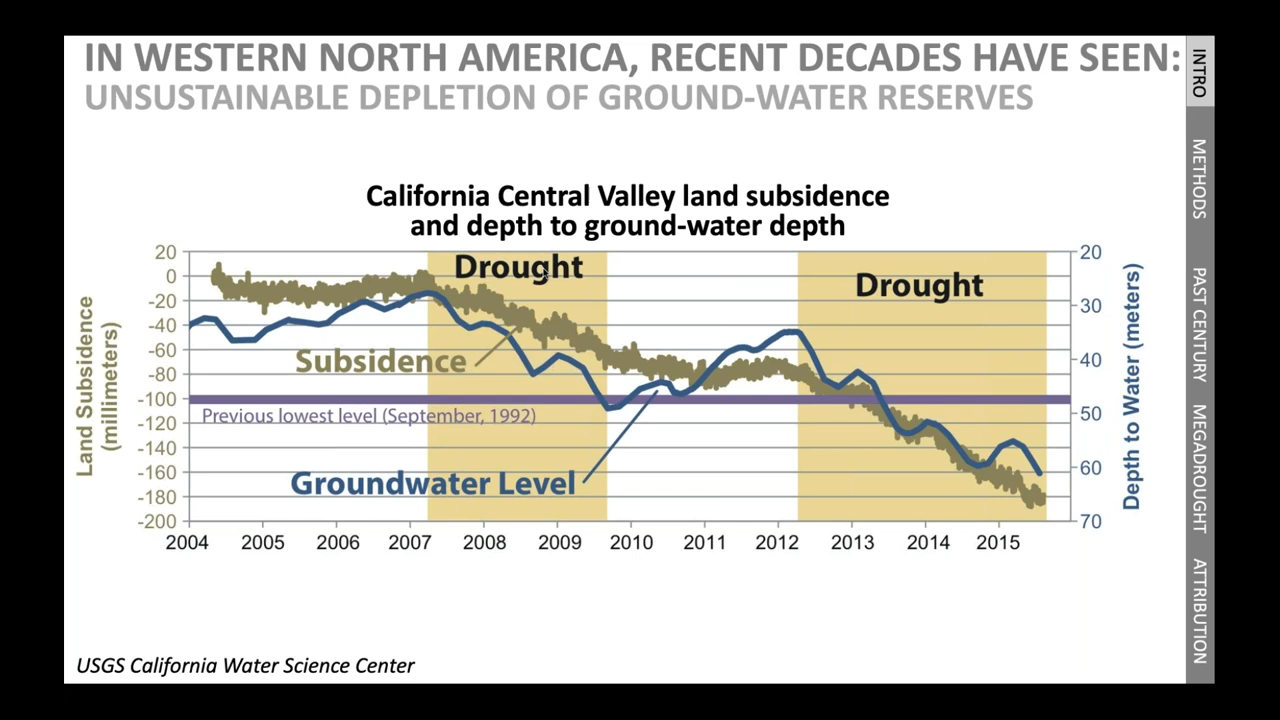 IN WESTERN NORTH AMERICA, RECENT DECADES HAVE SEEN:
UNSUSTAINABLE DEPLETION OF GROUND-WATER RESERVES
California Central Valley land subsidence
and depth to ground-water depth
Land Subsidence
(millimeters)
20
0
-20
-40
-60
-80
-100
-120
-140
-160
-180
-200
Drought
Drought
Subsidence
Previous lowest level (September, 1992)
Groundwater Level
20
30
40
50
60
70
Depth to Water (meters)
2004 2005 2006 2007 2008 2009 2010 2011 2012 2013 2014 2015
USGS California Water Science Center
INTRO
METHODS
PAST CENTURY
MEGADROUGHT
ATTRIBUTION